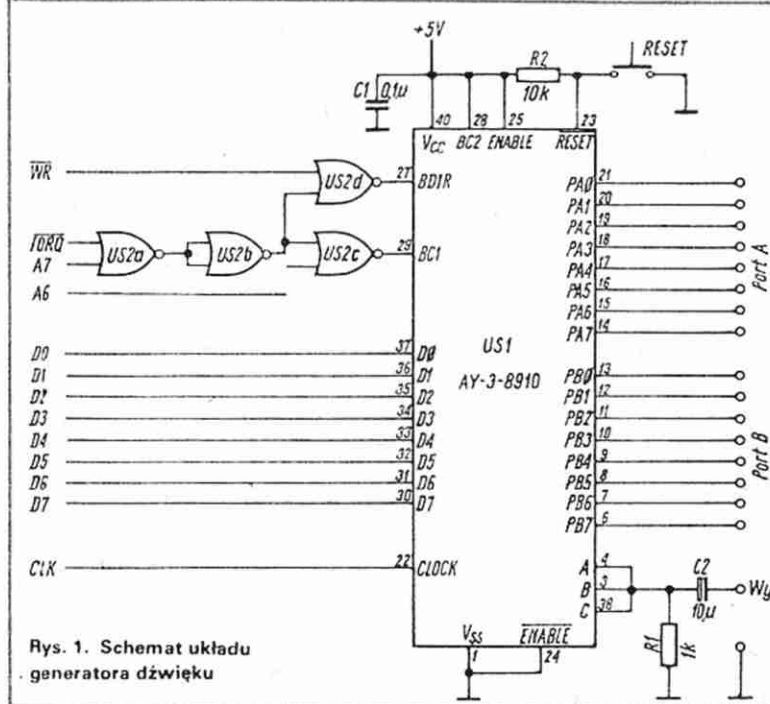 +5V
C1 0,1µ
R2
10k
RESET
40 28 25 23
VCC BC2 ENABLE RESET
WR
US2d
27 BDIR
IORQ
A7
US2a
US2b
US2c
29 BC1
A6
US1
AY-3-8910
D0 37 DØ
D1 36 D1
D2 35 D2
D3 34 D3
D4 33 D4
D5 32 D5
D6 31 D6
D7 30 D7
CLK 22 CLOCK
PAØ 21
PA1 20
PA2 19
PA3 18
PA4 17
PA5 16
PA6 15
PA7 14
Port A
PBØ 13
PB1 12
PB2 11
PB3 10
PB4 9
PB5 8
PB6 7
PB7 6
Port B
A 4
B 3
C 38
C2
10µ
Wy
R1
1k
VSS ENABLE
1 24
Rys. 1. Schemat układu
generatora dźwięku